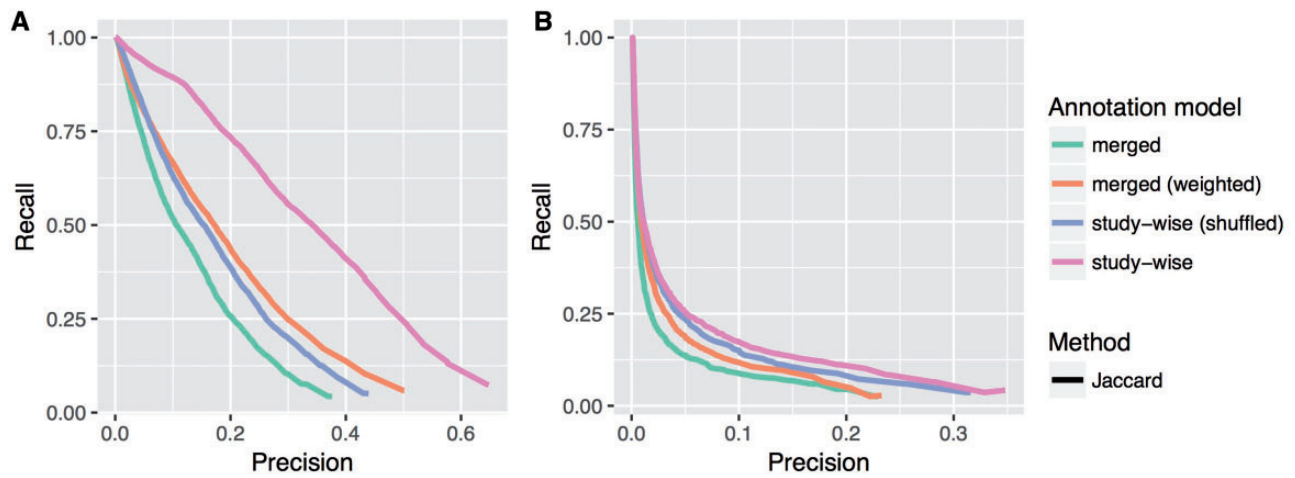 A
1.00
0.75
0.50
0.25
0.00
Recall
0.0 0.2 0.4 0.6
Precision
B
1.00
0.75
0.50
0.25
0.00
Recall
0.0 0.1 0.2 0.3
Precision
Annotation model
merged
merged (weighted)
study−wise (shuffled)
study−wise
Method
Jaccard